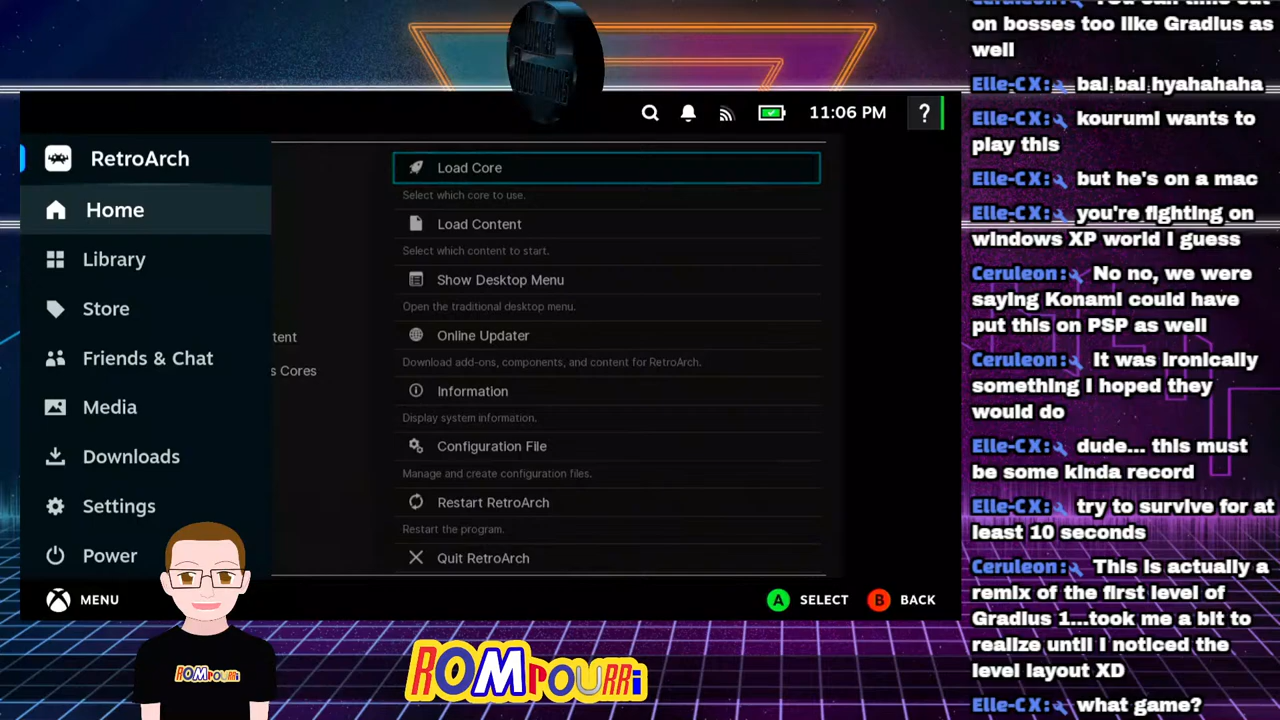 11:06 PM
?
RetroArch
Home
Library
Store
Friends & Chat
Media
Downloads
Settings
Power
MENU
tent
s Cores
Load Core
Select which core to use.
Load Content
Select which content to start.
Show Desktop Menu
Open the traditional desktop menu.
Online Updater
Download add-ons, components, and content for RetroArch.
Information
Display system information.
Configuration File
Manage and create configuration files.
Restart RetroArch
Restart the program.
Quit RetroArch
A SELECT
B BACK
ROMPOURRi
ROMPOURRi
on bosses too like Gradius as
well
Elle-CX: bal bal hyahahaha
Elle-CX: kourumi wants to
play this
Elle-CX: but he's on a mac
Elle-CX: you're fighting on
windows XP world I guess
Ceruleon: No no, we were
saying Konami could have
put this on PSP as well
Ceruleon: It was ironically
something I hoped they
would do
Elle-CX: dude... this must
be some kinda record
Elle-CX: try to survive for at
least 10 seconds
Ceruleon: This is actually a
remix of the first level of
Gradius 1...took me a bit to
realize until I noticed the
level layout XD
Elle-CX: what game?